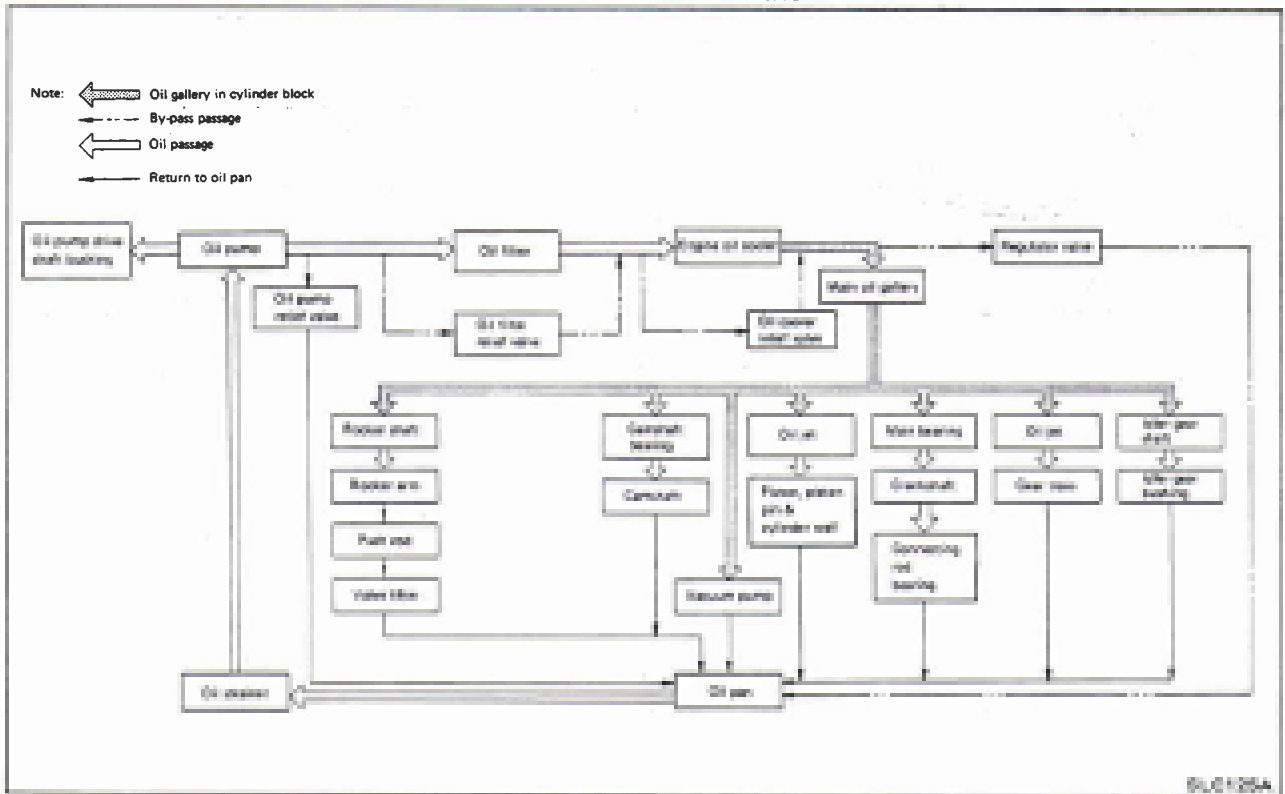 Note:
Oil gallery in cylinder block
By-pass passage
Oil passage
Return to oil pan
Oil pump drive
shaft bushing
Oil pump
Oil filter
Engine oil cooler
Regulator valve
Main oil gallery
Oil pump
relief valve
Oil filter
relief valve
Oil cooler
relief valve
Rocker shaft
Camshaft
bearing
Oil jet
Main bearing
Oil jet
Idler gear
shaft
Rocker arm
Camshaft
Piston, piston
pin &
cylinder wall
Crankshaft
Idler gear
bushing
Push rod
Connecting
rod
bearing
Vacuum pump
Oil strainer
Oil pan
SLC125A